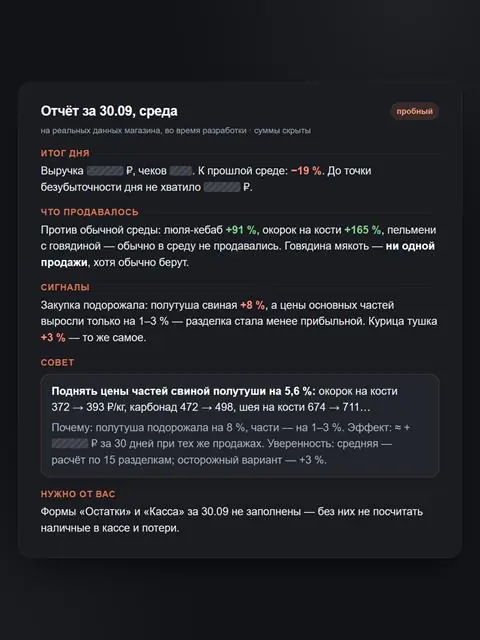 Отчёт за 30.09, среда
пробный
на реальных данных магазина, во время разработки · суммы скрыты
ИТОГ ДНЯ
Выручка ₽, чеков . К прошлой среде: −19 %. До точки
безубыточности дня не хватило ₽.
ЧТО ПРОДАВАЛОСЬ
Против обычной среды: люля-кебаб +91 %, окорок на кости +165 %, пельмени
с говядиной — обычно в среду не продавались. Говядина мякоть — ни одной
продажи, хотя обычно берут.
СИГНАЛЫ
Закупка подорожала: полутуша свиная +8 %, а цены основных частей
выросли только на 1–3 % — разделка стала менее прибыльной. Курица тушка
+3 % — то же самое.
СОВЕТ
Поднять цены частей свиной полутуши на 5,6 %: окорок на кости
372 → 393 ₽/кг, карбонад 472 → 498, шея на кости 674 → 711…
Почему: полутуша подорожала на 8 %, части — на 1–3 %. Эффект: ≈ +
₽ за 30 дней при тех же продажах. Уверенность: средняя —
расчёт по 15 разделкам; осторожный вариант — +3 %.
НУЖНО ОТ ВАС
Формы «Остатки» и «Касса» за 30.09 не заполнены — без них не посчитать
наличные в кассе и потери.